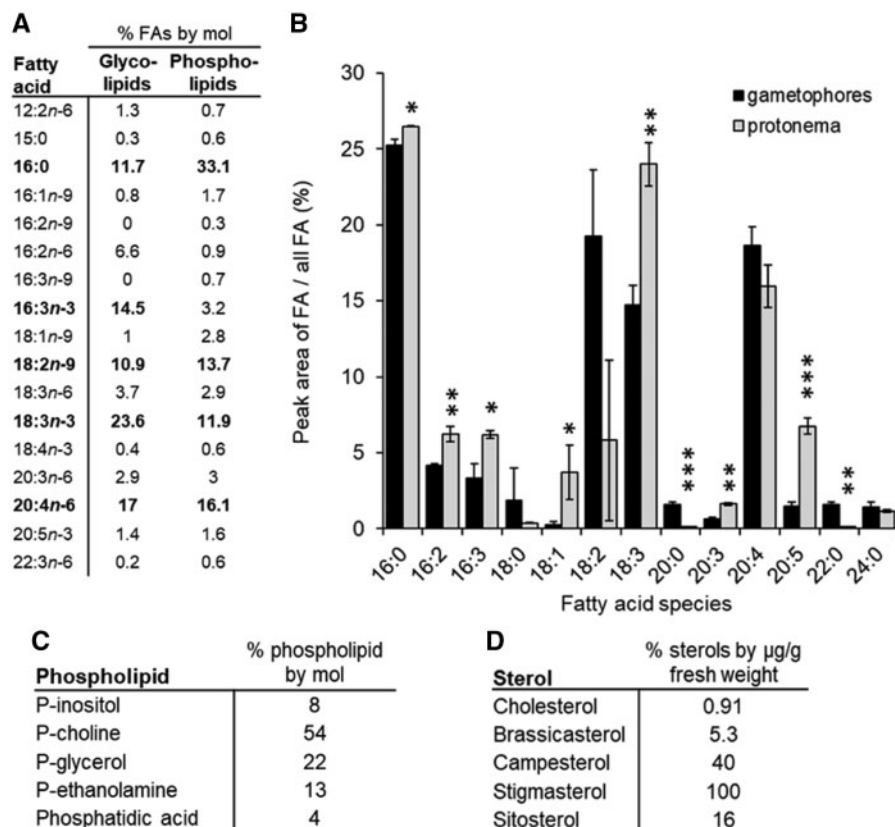 A
% FAs by mol
Fatty acid Glyco-lipids Phospho-lipids
12:2n-6 1.3 0.7
15:0 0.3 0.6
16:0 11.7 33.1
16:1n-9 0.8 1.7
16:2n-9 0 0.3
16:2n-6 6.6 0.9
16:3n-9 0 0.7
16:3n-3 14.5 3.2
18:1n-9 1 2.8
18:2n-9 10.9 13.7
18:3n-6 3.7 2.9
18:3n-3 23.6 11.9
18:4n-3 0.4 0.6
20:3n-6 2.9 3
20:4n-6 17 16.1
20:5n-3 1.4 1.6
22:3n-6 0.2 0.6
B
Peak area of FA / all FA (%)
30
25
20
15
10
5
0
gametophores
protonema
*
**
*
*
**
***
**
***
**
16:0 16:2 16:3 18:0 18:1 18:2 18:3 20:0 20:3 20:4 20:5 22:0 24:0
Fatty acid species
C
% phospholipid
Phospholipid by mol
P-inositol 8
P-choline 54
P-glycerol 22
P-ethanolamine 13
Phosphatidic acid 4
D
% sterols by µg/g
Sterol fresh weight
Cholesterol 0.91
Brassicasterol 5.3
Campesterol 40
Stigmasterol 100
Sitosterol 16